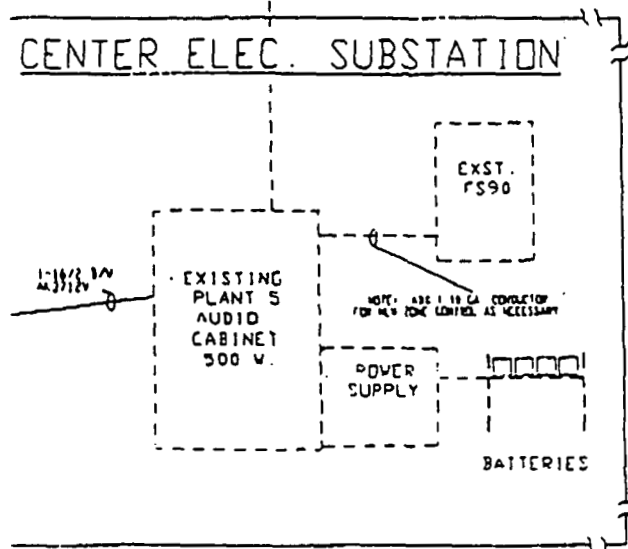 CENTER ELEC. SUBSTATION
EXST.
FS90
EXISTING
PLANT 5
AUDIO
CABINET
500 W.
NOTE: ADD 1 18 GA CONDUCTOR
FOR NEW ZONE CONTROL AS NECESSARY
POWER
SUPPLY
BATTERIES